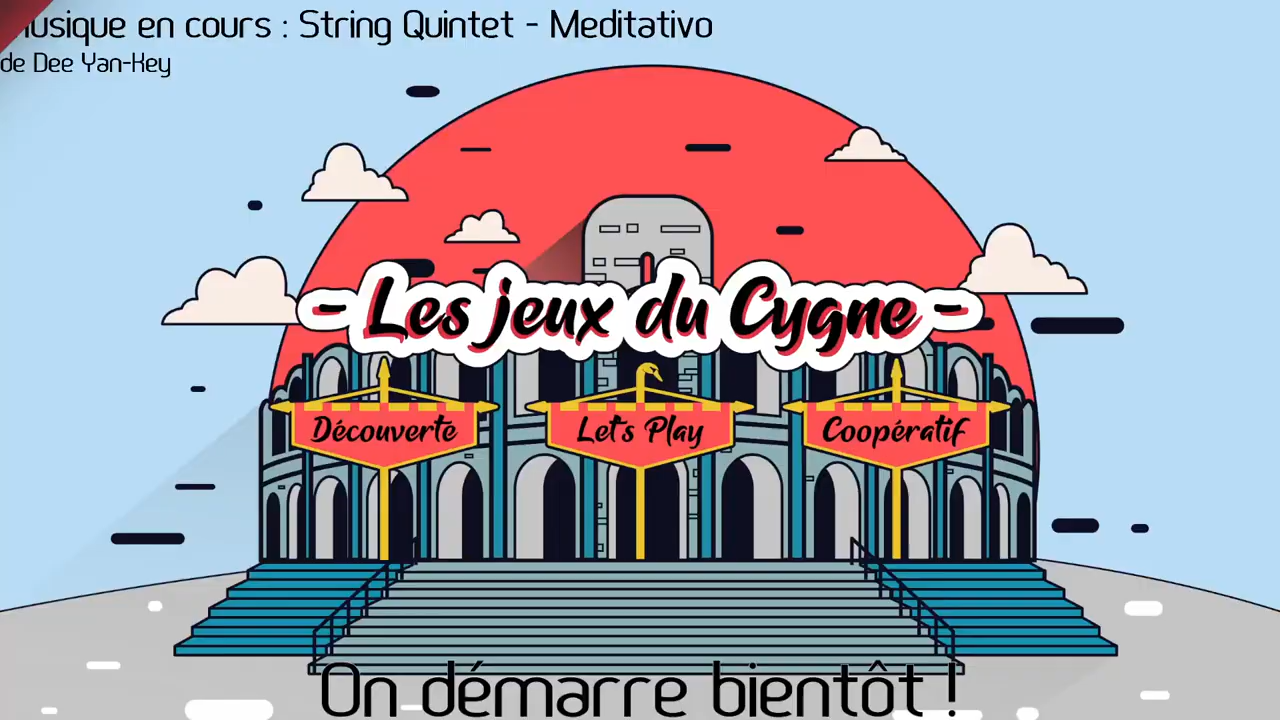 usique en cours : String Quintet - Meditativo
de Dee Yan-Key
- Les jeux du Cygne -
Découverte
Let's Play
Coopératif
On démarre bientôt !